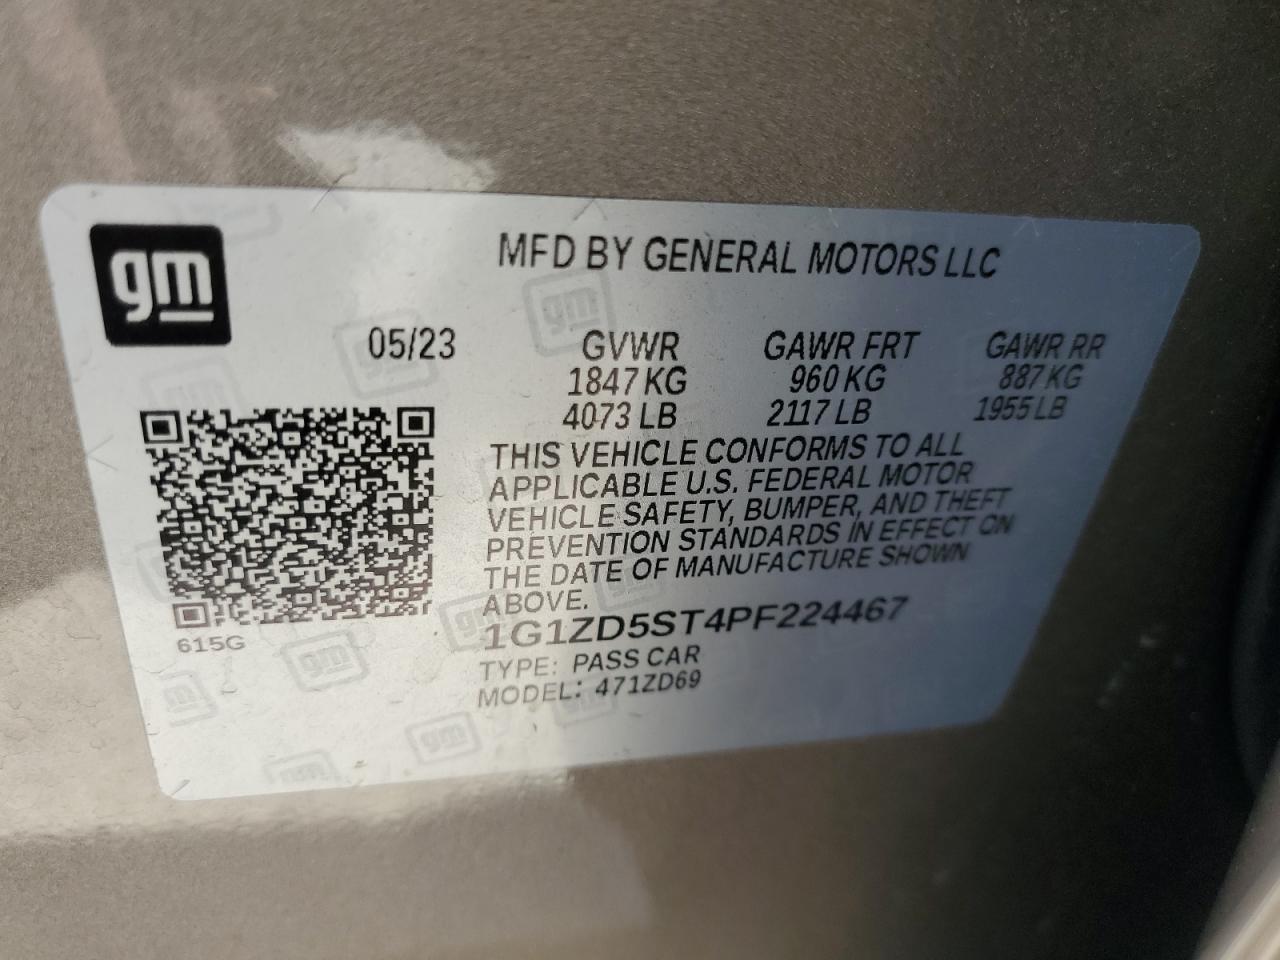 gm
MFD BY GENERAL MOTORS LLC
05/23 GVWR GAWR FRT GAWR RR
1847 KG 960 KG 887 KG
4073 LB 2117 LB 1955 LB
THIS VEHICLE CONFORMS TO ALL
APPLICABLE U.S. FEDERAL MOTOR
VEHICLE SAFETY, BUMPER, AND THEFT
PREVENTION STANDARDS IN EFFECT ON
THE DATE OF MANUFACTURE SHOWN
ABOVE.
1G1ZD5ST4PF224467
615G
TYPE: PASS CAR
MODEL: 471ZD69